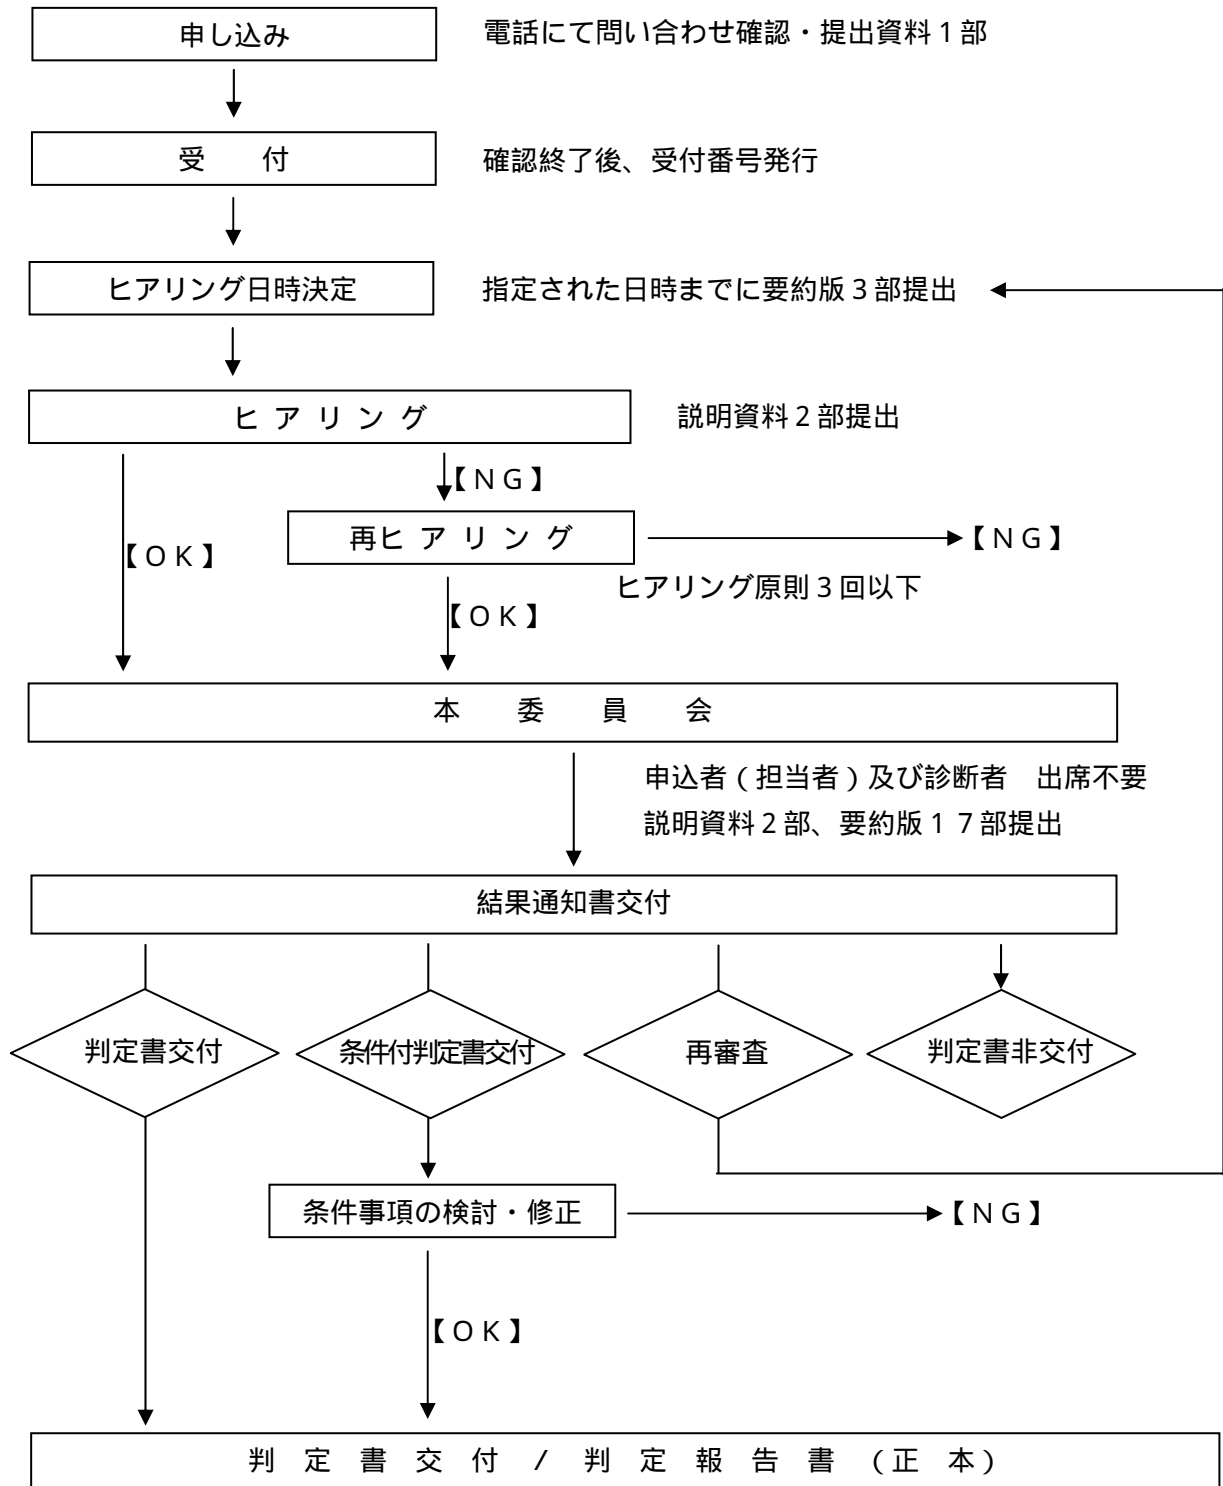 申し込み
電話にて問い合わせ確認・提出資料1部
受　　付
確認終了後、受付番号発行
ヒアリング日時決定
指定された日時までに要約版3部提出
ヒ ア リ ン グ
説明資料2部提出
【NG】
再ヒ ア リ ン グ
【NG】
【OK】
ヒアリング原則3回以下
【OK】
本　　委　　員　　会
申込者(担当者)及び診断者　出席不要
説明資料2部、要約版17部提出
結果通知書交付
判定書交付
条件付判定書交付
再審査
判定書非交付
条件事項の検討・修正
【NG】
【OK】
判　定　書　交　付　/　判　定　報　告　書　(正　本)